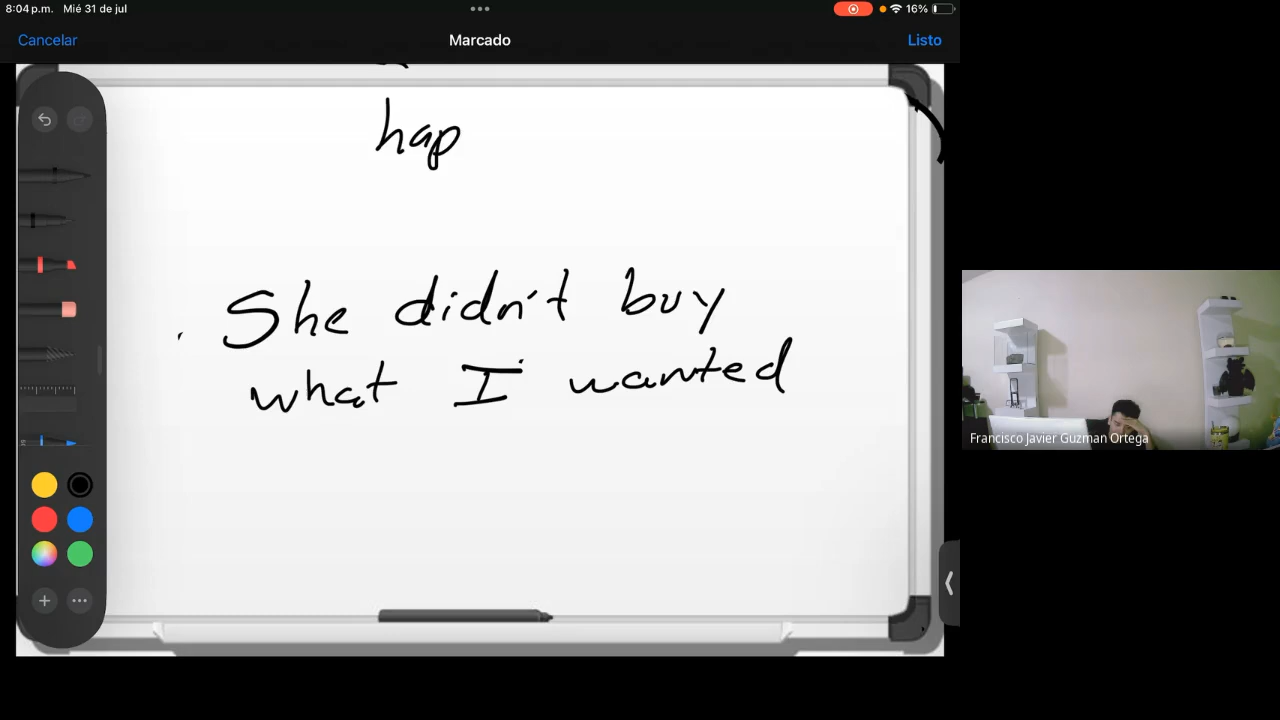 8:04 p.m. Mié 31 de jul
16%
Cancelar
Marcado
Listo
hap
She didn't buy
what I wanted
Francisco Javier Guzman Ortega